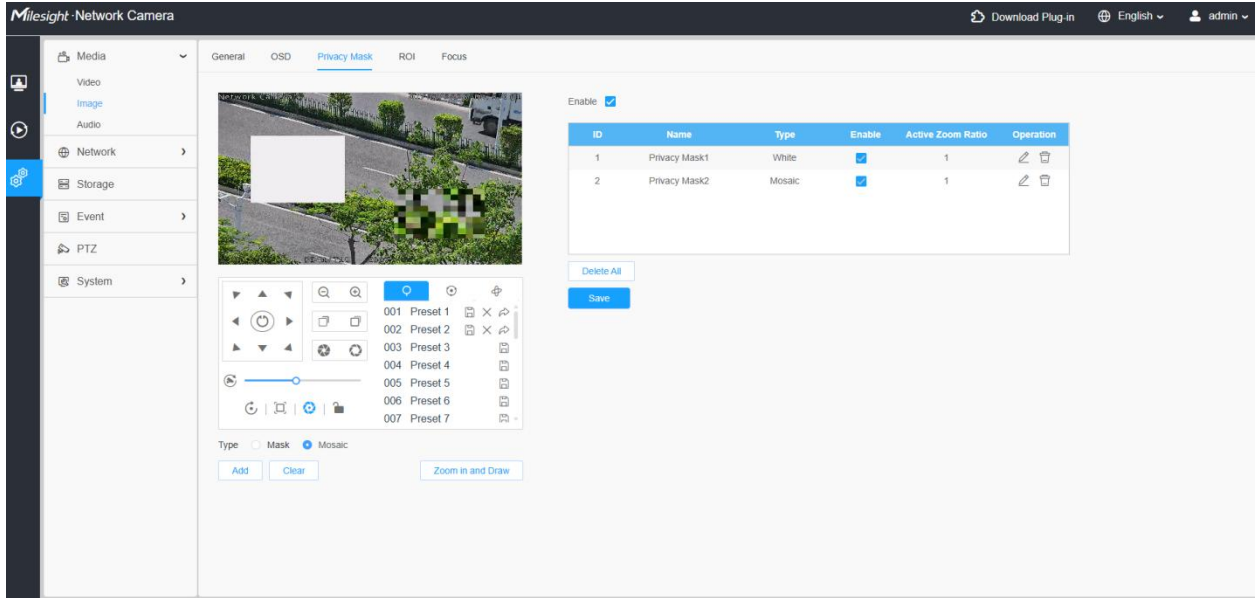 Milesight·Network Camera
Download Plug-in
English
admin
Media
Video
Image
Audio
Network
Storage
Event
PTZ
System
General OSD Privacy Mask ROI Focus
Network Camera
001 Preset 1
002 Preset 2
003 Preset 3
004 Preset 4
005 Preset 5
006 Preset 6
007 Preset 7
Type Mask Mosaic
Add Clear Zoom in and Draw
Enable
ID Name Type Enable Active Zoom Ratio Operation
1 Privacy Mask1 White 1
2 Privacy Mask2 Mosaic 1
Delete All
Save